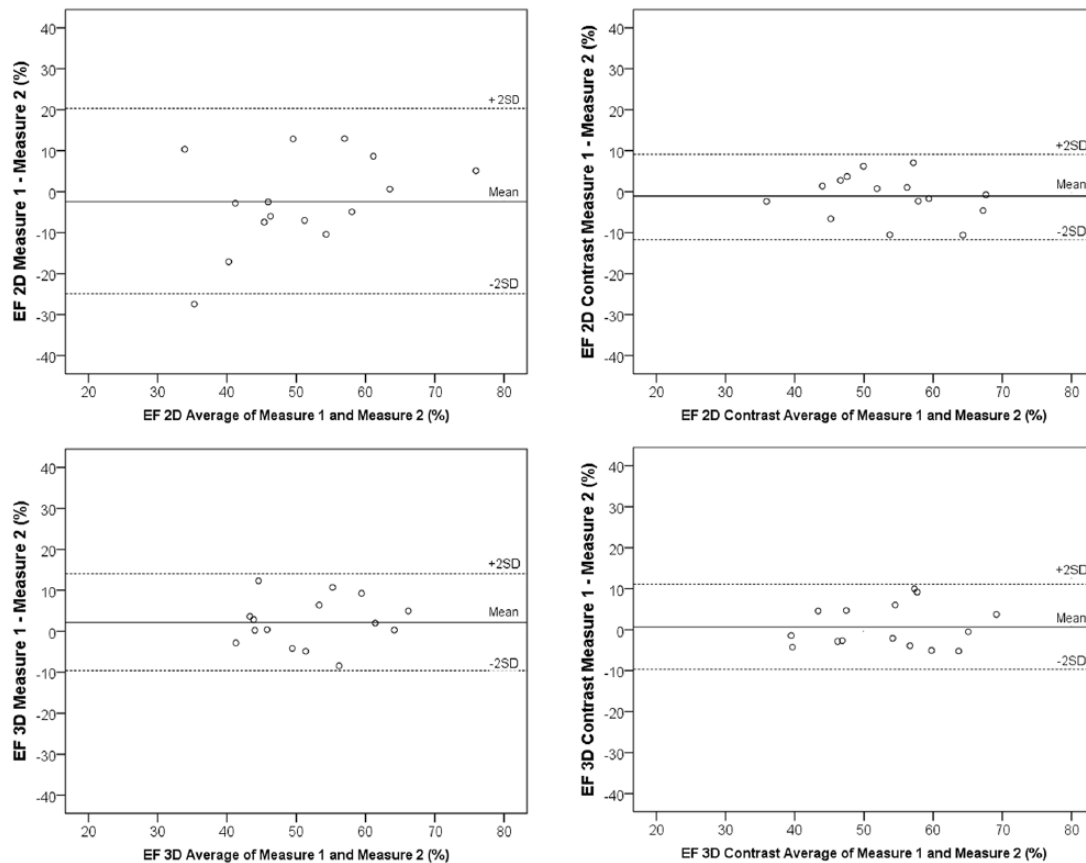 EF 2D Measure 1 - Measure 2 (%)
40
30
20
10
0
-10
-20
-30
-40
+2SD
Mean
-2SD
20 30 40 50 60 70 80
EF 2D Average of Measure 1 and Measure 2 (%)
EF 2D Contrast Measure 1 - Measure 2 (%)
40
30
20
10
0
-10
-20
-30
-40
+2SD
Mean
-2SD
20 30 40 50 60 70 80
EF 2D Contrast Average of Measure 1 and Measure 2 (%)
EF 3D Measure 1 - Measure 2 (%)
40
30
20
10
0
-10
-20
-30
-40
+2SD
Mean
-2SD
20 30 40 50 60 70 80
EF 3D Average of Measure 1 and Measure 2 (%)
EF 3D Contrast Measure 1 - Measure 2 (%)
40
30
20
10
0
-10
-20
-30
-40
+2SD
Mean
-2SD
20 30 40 50 60 70 80
EF 3D Contrast Average of Measure 1 and Measure 2 (%)